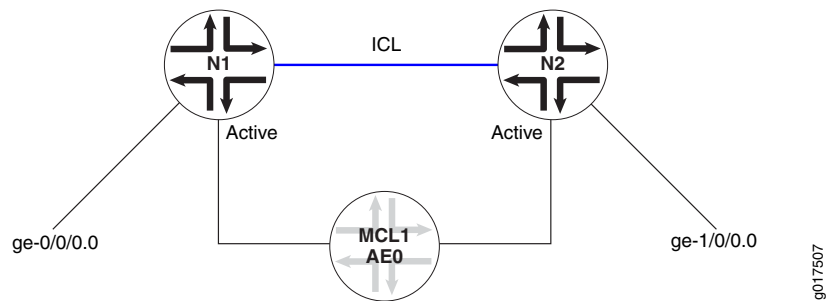 ICL
N1
N2
Active
Active
MCL1
AE0
ge-0/0/0.0
ge-1/0/0.0
g017507